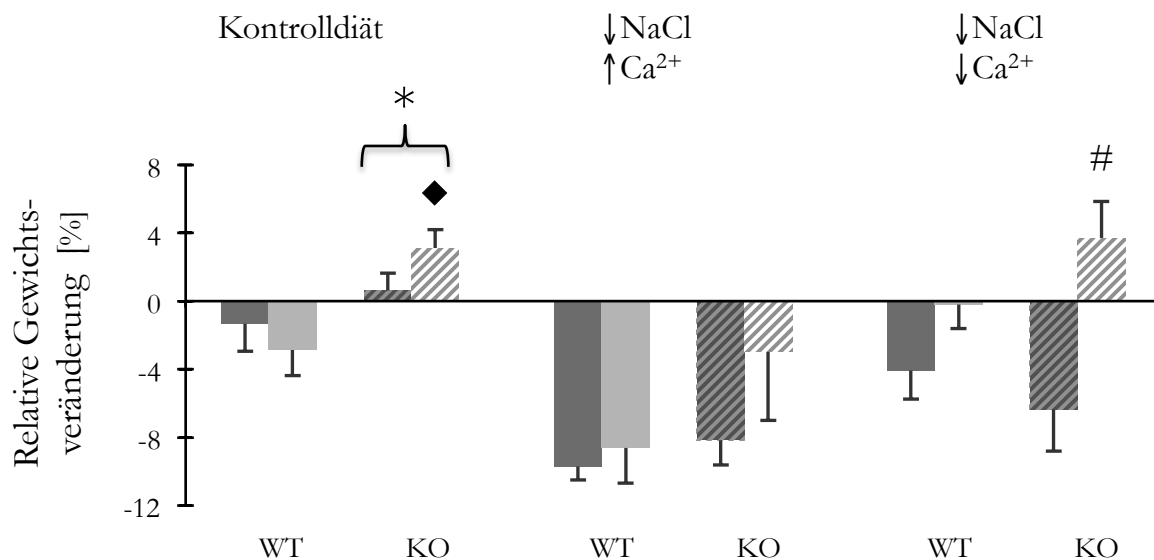 Kontrolldiät
↓NaCl
↑Ca²⁺
↓NaCl
↓Ca²⁺
*
#
◆
Relative Gewichts-
veränderung [%]
8
4
0
-4
-8
-12
WT KO WT KO WT KO